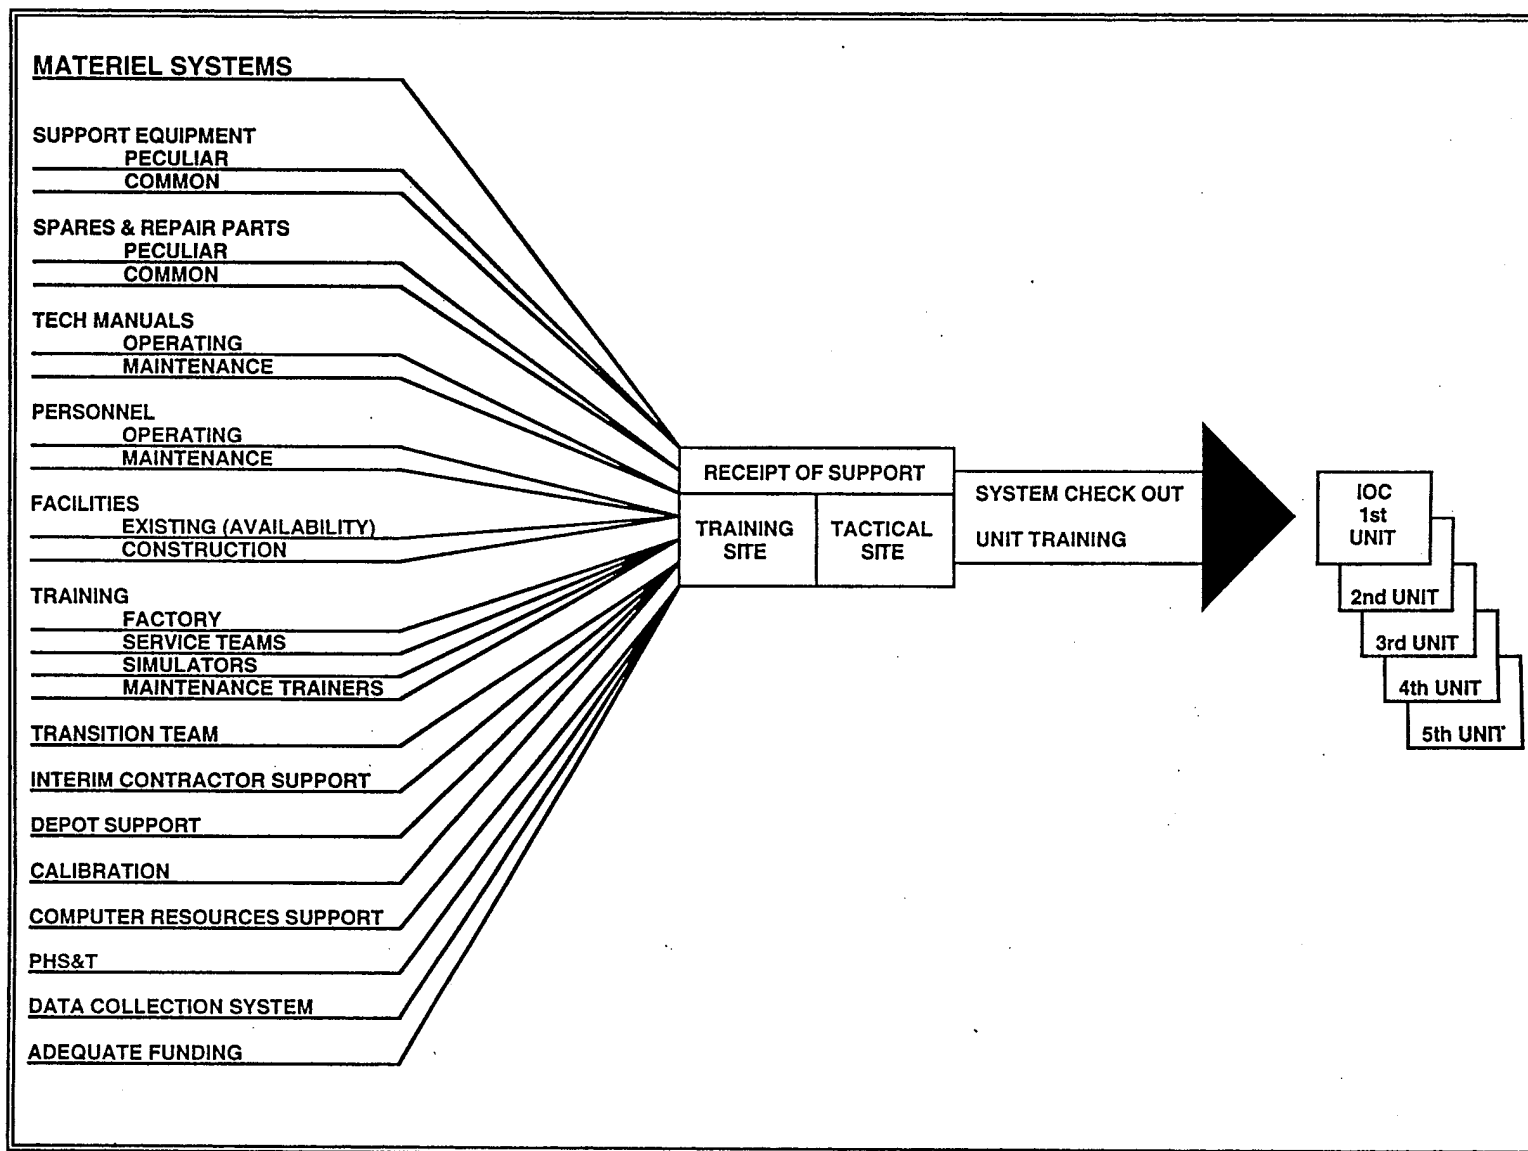 MATERIEL SYSTEMS
SUPPORT EQUIPMENT
PECULIAR
COMMON
SPARES & REPAIR PARTS
PECULIAR
COMMON
TECH MANUALS
OPERATING
MAINTENANCE
PERSONNEL
OPERATING
MAINTENANCE
FACILITIES
EXISTING (AVAILABILITY)
CONSTRUCTION
TRAINING
FACTORY
SERVICE TEAMS
SIMULATORS
MAINTENANCE TRAINERS
TRANSITION TEAM
INTERIM CONTRACTOR SUPPORT
DEPOT SUPPORT
CALIBRATION
COMPUTER RESOURCES SUPPORT
PHS&T
DATA COLLECTION SYSTEM
ADEQUATE FUNDING
RECEIPT OF SUPPORT
TRAINING
SITE
TACTICAL
SITE
SYSTEM CHECK OUT
UNIT TRAINING
IOC
1st
UNIT
2nd UNIT
3rd UNIT
4th UNIT
5th UNIT